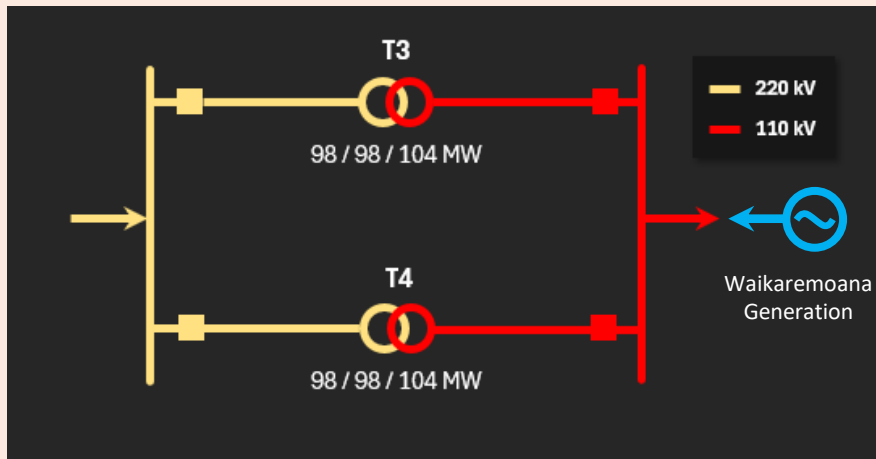 T3
98 / 98 / 104 MW
220 kV
110 kV
T4
98 / 98 / 104 MW
Waikaremoana
Generation